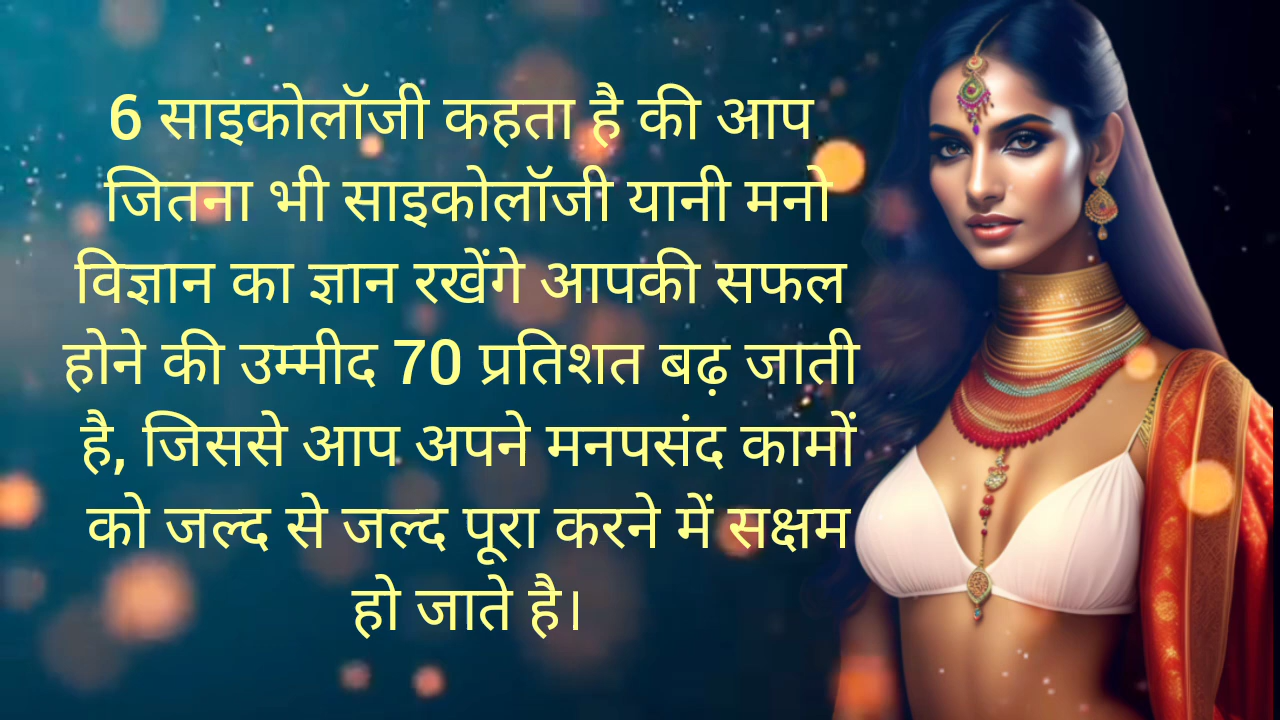 6 साइकोलॉजी कहता है की आप
जितना भी साइकोलॉजी यानी मनो
विज्ञान का ज्ञान रखेंगे आपकी सफल
होने की उम्मीद 70 प्रतिशत बढ़ जाती
है, जिससे आप अपने मनपसंद कामों
को जल्द से जल्द पूरा करने में सक्षम
हो जाते है।